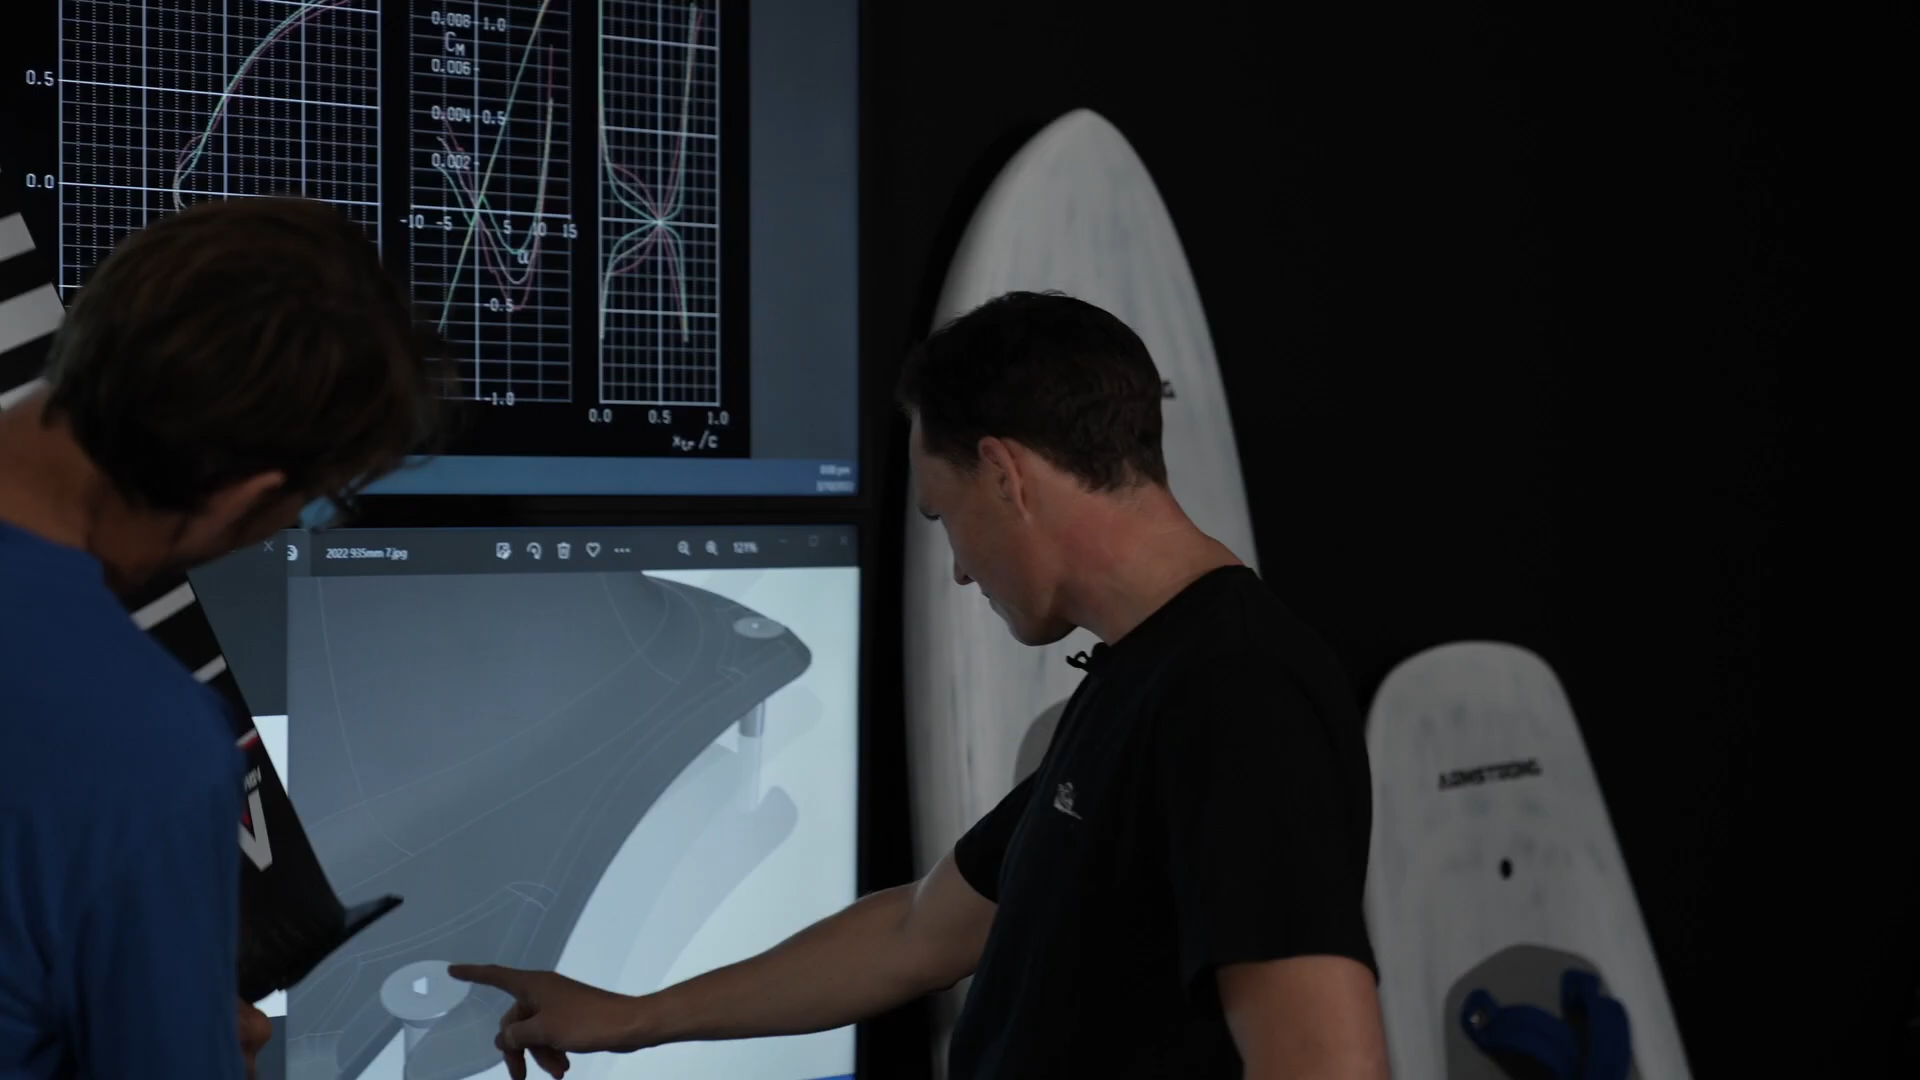 0.5
0.0
0.008
1.0
CM
0.006
0.004
0.5
0.002
-10 -5 5 10 15
α
-0.5
-1.0
0.0 0.5 1.0
xtr/c
2022 935mm 7.jpg
121%
ARMSTRONG